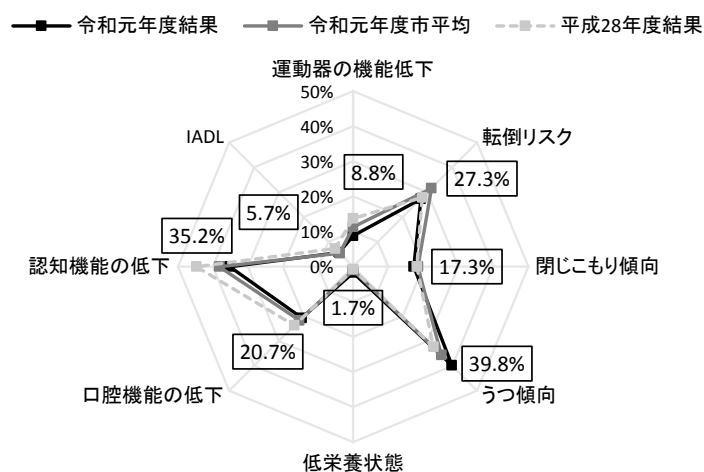 令和元年度結果 令和元年度市平均 平成28年度結果
運動器の機能低下
50%
40%
30%
20%
10%
0%
IADL
転倒リスク
8.8%
27.3%
5.7%
35.2%
認知機能の低下
17.3%
閉じこもり傾向
1.7%
20.7%
39.8%
口腔機能の低下
うつ傾向
低栄養状態